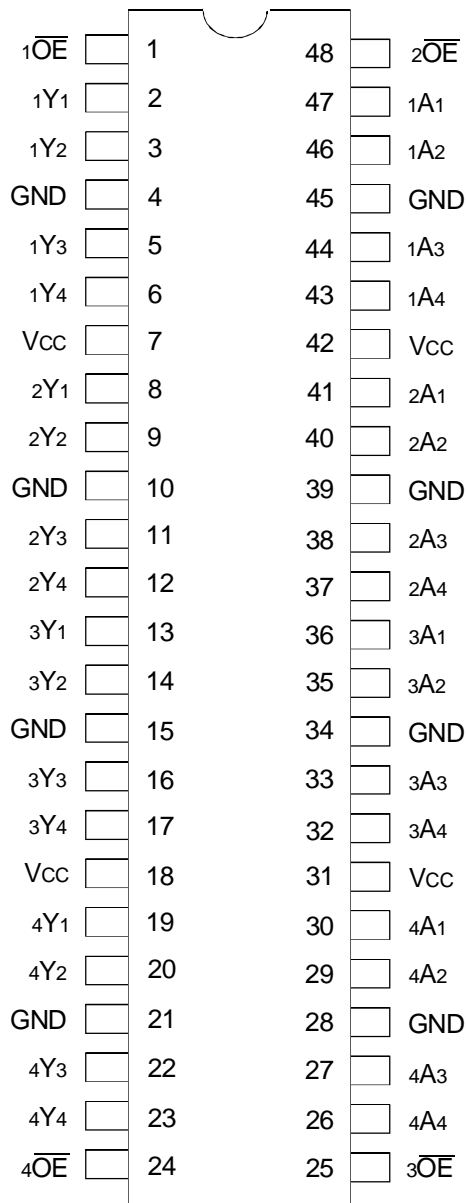 1O̅E̅ 1 48 2O̅E̅
1Y1 2 47 1A1
1Y2 3 46 1A2
GND 4 45 GND
1Y3 5 44 1A3
1Y4 6 43 1A4
VCC 7 42 VCC
2Y1 8 41 2A1
2Y2 9 40 2A2
GND 10 39 GND
2Y3 11 38 2A3
2Y4 12 37 2A4
3Y1 13 36 3A1
3Y2 14 35 3A2
GND 15 34 GND
3Y3 16 33 3A3
3Y4 17 32 3A4
VCC 18 31 VCC
4Y1 19 30 4A1
4Y2 20 29 4A2
GND 21 28 GND
4Y3 22 27 4A3
4Y4 23 26 4A4
4O̅E̅ 24 25 3O̅E̅